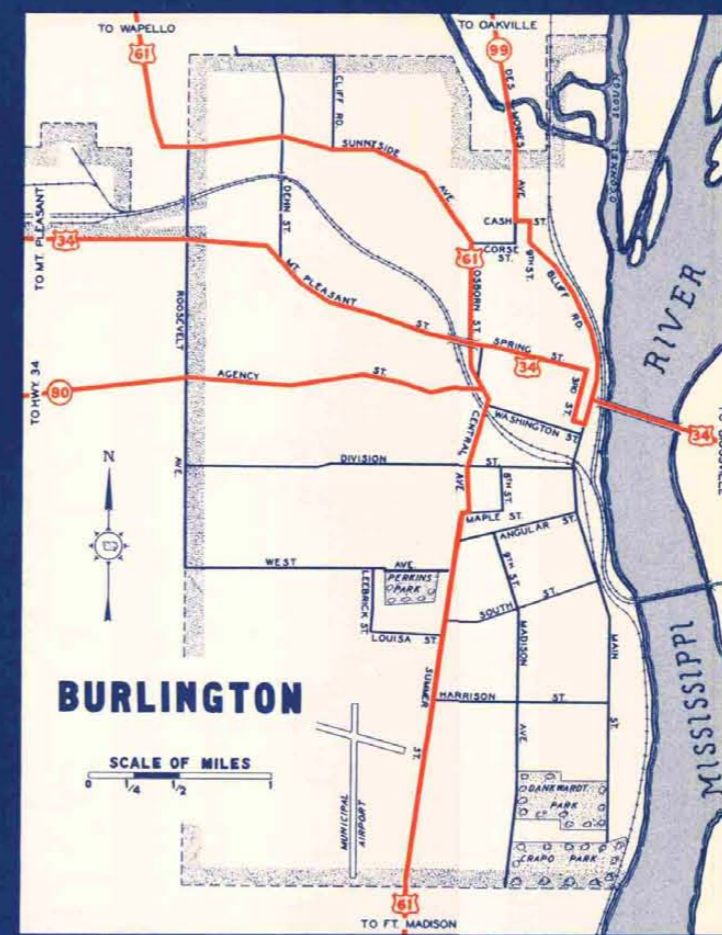 TO WAPELLO
TO OAKVILLE
61
99
DES MOINES AVE.
CLIFF RD.
SUNNYSIDE AVE.
DEHN ST.
CASH ST.
CORSE ST.
9TH ST.
BLUFF RD.
61
OSBORN ST.
TO MT. PLEASANT
34
MT. PLEASANT ST.
SPRING ST.
34
3RD ST.
RIVER
ROOSEVELT AVE.
AGENCY ST.
80
TO HWY. 34
CENTRAL AVE.
WASHINGTON ST.
34
N
DIVISION ST.
8TH ST.
MAPLE ST.
ANGULAR ST.
WEST AVE.
PERKINS PARK
LEEBRICK ST.
9TH ST.
SOUTH ST.
LOUISA ST.
MADISON AVE.
MAIN ST.
MISSISSIPPI
BURLINGTON
SUMMER ST.
HARRISON ST.
SCALE OF MILES
0 1/4 1/2 1
MUNICIPAL AIRPORT
DANKWARDT PARK
CRAPO PARK
61
TO FT. MADISON